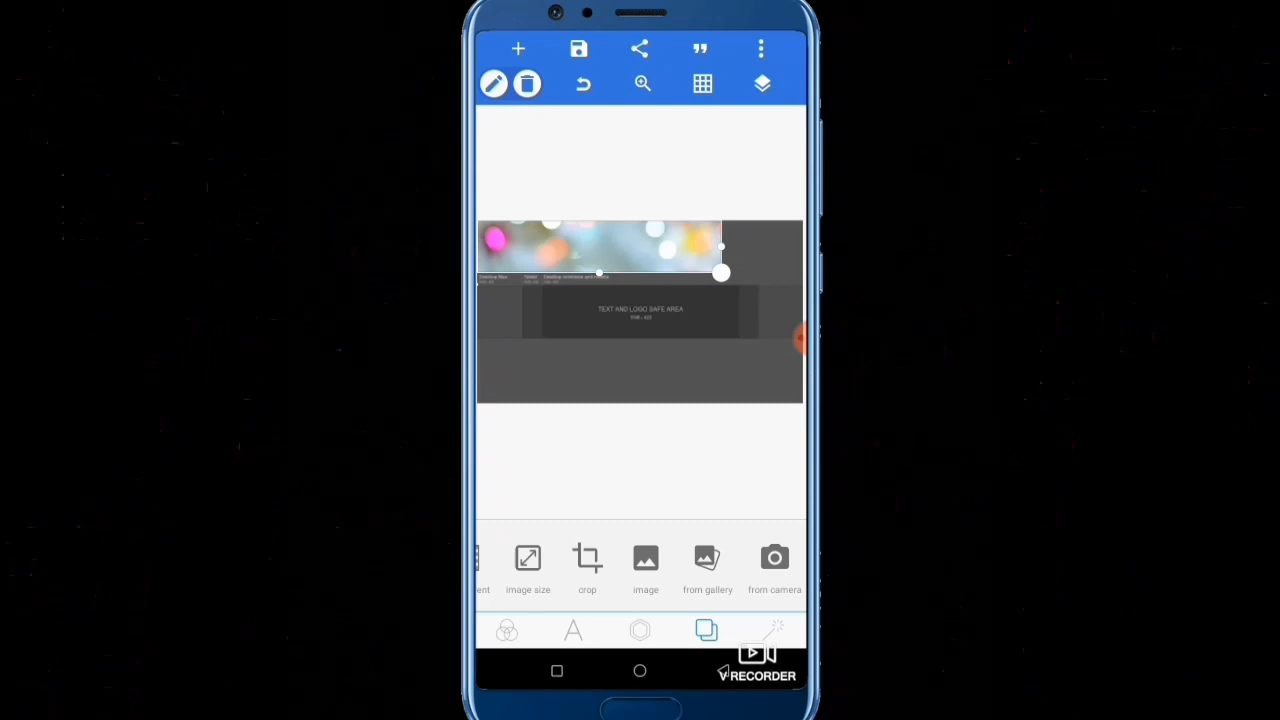 TEXT AND LOGO SAFE AREA
ent
image size
crop
image
from gallery
from camera
V RECORDER